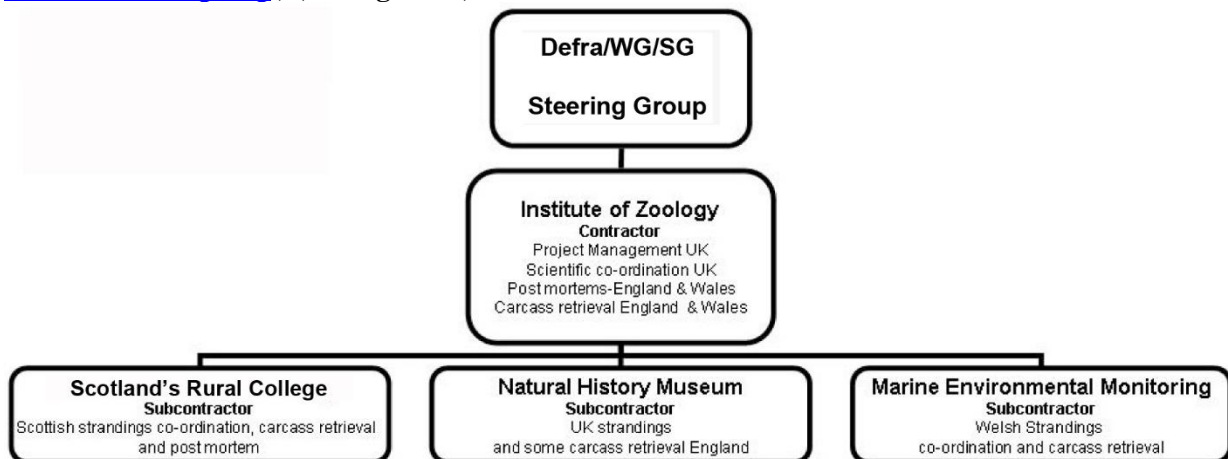 Defra/WG/SG
Steering Group
Institute of Zoology
Contractor
Project Management UK
Scientific co-ordination UK
Post mortems-England & Wales
Carcass retrieval England & Wales
Scotland's Rural College
Subcontractor
Scottish strandings co-ordination, carcass retrieval
and post mortem
Natural History Museum
Subcontractor
UK strandings
and some carcass retrieval England
Marine Environmental Monitoring
Subcontractor
Welsh Strandings
co-ordination and carcass retrieval